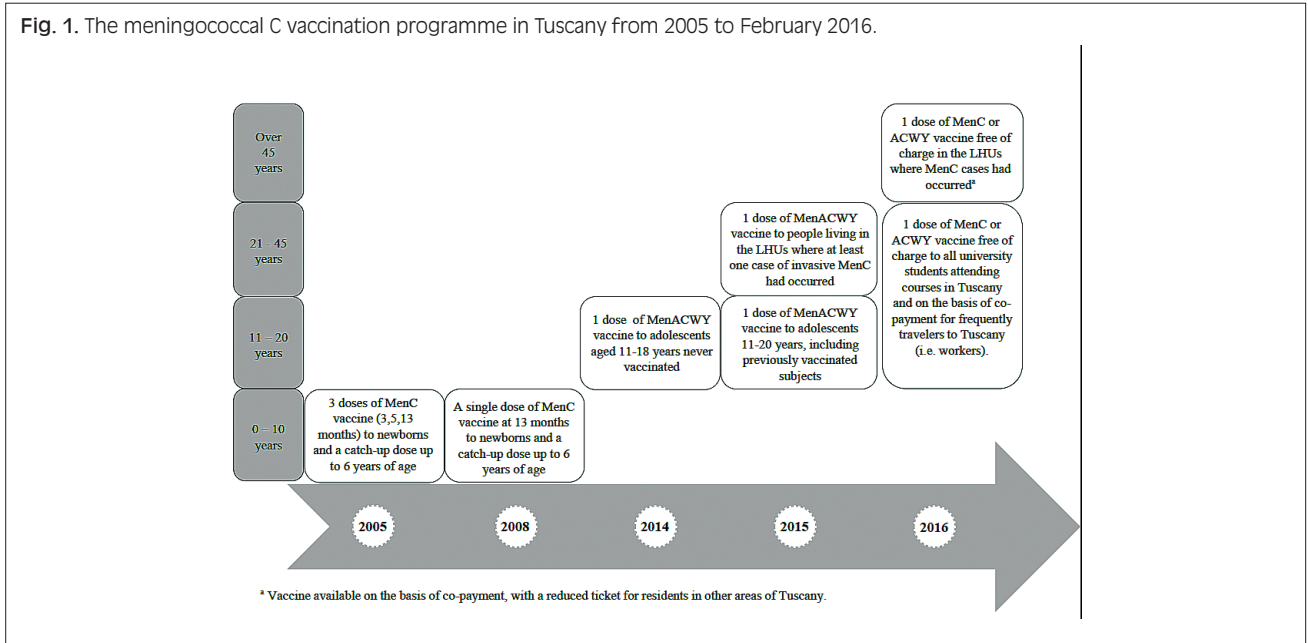 Fig. 1. The meningococcal C vaccination programme in Tuscany from 2005 to February 2016.
Over
45
years
1 dose of MenC or
ACWY vaccine free of
charge in the LHUs
where MenC cases had
occurredᵃ
21 – 45
years
1 dose of MenACWY
vaccine to people living in
the LHUs where at least
one case of invasive MenC
had occurred
1 dose of MenC or
ACWY vaccine free of
charge to all university
students attending
courses in Tuscany
and on the basis of co-
payment for frequently
travelers to Tuscany
(i.e. workers).
11 – 20
years
1 dose of MenACWY
vaccine to adolescents
aged 11-18 years never
vaccinated
1 dose of MenACWY
vaccine to adolescents
11-20 years, including
previously vaccinated
subjects
0 – 10
years
3 doses of MenC
vaccine (3,5,13
months) to newborns
and a catch-up dose up
to 6 years of age
A single dose of MenC
vaccine at 13 months
to newborns and a
catch-up dose up to 6
years of age
2005
2008
2014
2015
2016
ᵃ Vaccine available on the basis of co-payment, with a reduced ticket for residents in other areas of Tuscany.